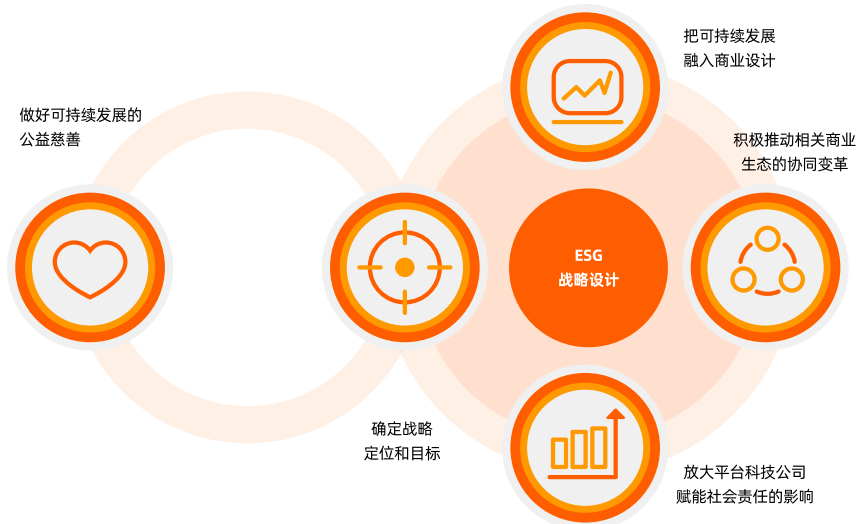 把可持续发展
融入商业设计
做好可持续发展的
公益慈善
积极推动相关商业
生态的协同变革
ESG
战略设计
确定战略
定位和目标
放大平台科技公司
赋能社会责任的影响